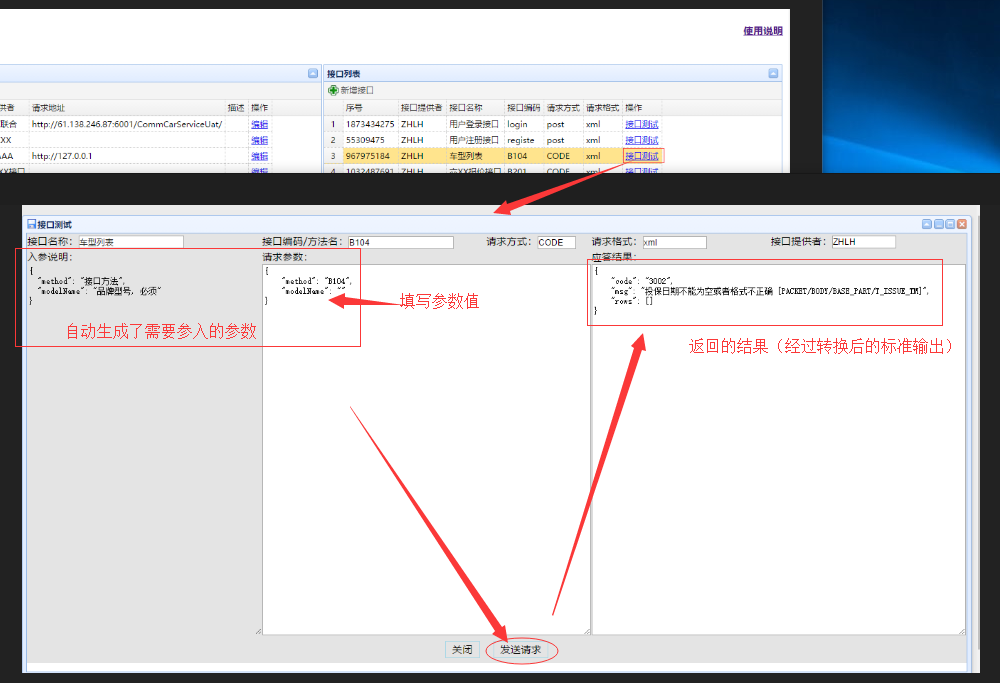 使用说明
接口列表
新增接口
供者 请求地址 描述 操作
联合 http://61.138.246.87:6001/CommCarServiceUat/ 编辑
XX 编辑
AAA http://127.0.0.1 编辑
XX接口 编辑
序号 接口提供者 接口名称 接口编码 请求方式 请求格式 操作
1 1873434275 ZHLH 用户登录接口 login post xml 接口测试
2 55309475 ZHLH 用户注册接口 registe post xml 接口测试
3 967975184 ZHLH 车型列表 B104 CODE xml 接口测试
4 1032487691 ZHLH 六XX报价接口 B201 CODE xml 接口测试
接口测试
接口名称: 车型列表 接口编码/方法名: B104 请求方式: CODE 请求格式: xml 接口提供者: ZHLH
入参说明:
{
"method": "接口方法",
"modelName": "品牌型号, 必须"
}
自动生成了需要参入的参数
请求参数:
{
"method": "B104",
"modelName": ""
}
填写参数值
应答结果:
{
"code": "3002",
"msg": "投保日期不能为空或者格式不正确 [PACKET/BODY/BASE_PART/T_ISSUE_TM]",
"rows": []
}
返回的结果（经过转换后的标准输出）
关闭 发送请求